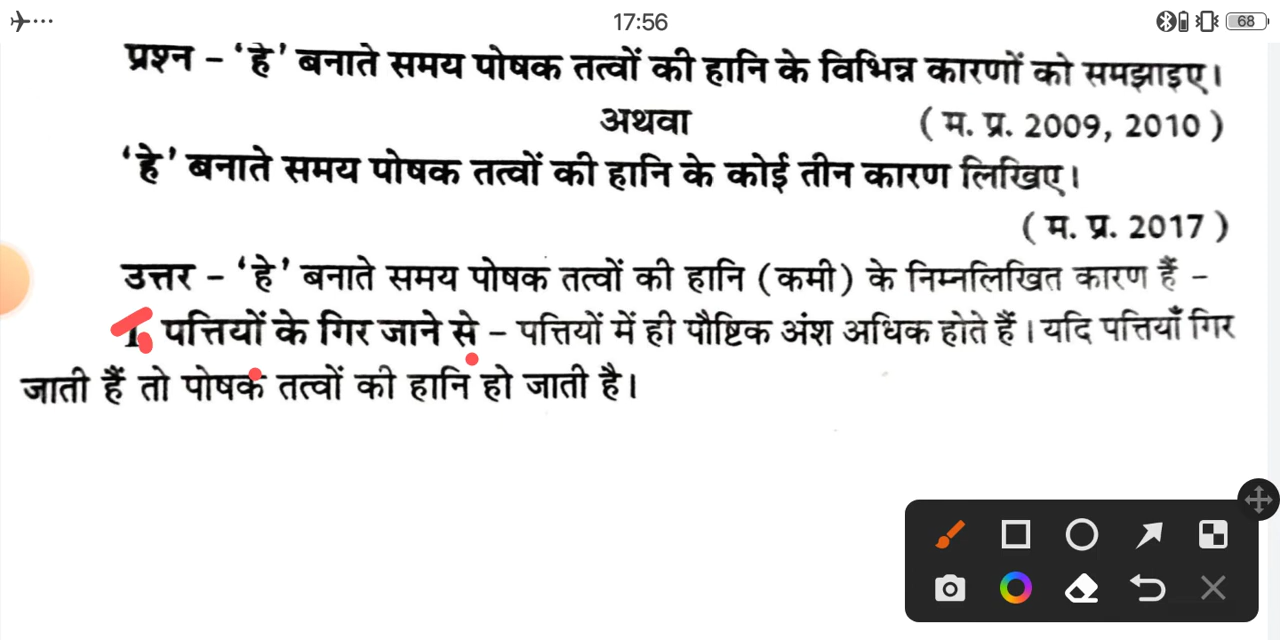 17:56
68
प्रश्न – ‘हे’ बनाते समय पोषक तत्वों की हानि के विभिन्न कारणों को समझाइए।
अथवा ( म. प्र. 2009, 2010 )
‘हे’ बनाते समय पोषक तत्वों की हानि के कोई तीन कारण लिखिए।
( म. प्र. 2017 )
उत्तर – ‘हे’ बनाते समय पोषक तत्वों की हानि (कमी) के निम्नलिखित कारण हैं –
1. पत्तियों के गिर जाने से – पत्तियों में ही पौष्टिक अंश अधिक होते हैं। यदि पत्तियाँ गिर
जाती हैं तो पोषक तत्वों की हानि हो जाती है।